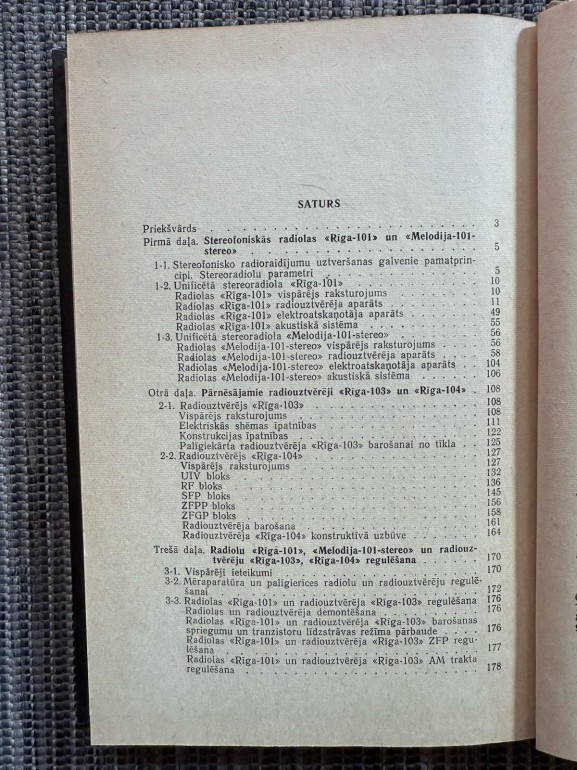 SATURS
Priekšvārds . . . . . . . . . . . . . . . . 3
Pirmā daļa. Stereofoniskās radiolas «Rīga-101» un «Melodija-101-
stereo» . . . . . . . . . . . . . . . . 5
1-1. Stereofonisko radioraidījumu uztveršanas galvenie pamatprin-
cipi. Stereoradiolu parametri . . . . . . . . . . 5
1-2. Unificētā stereoradiola «Rīga-101» . . . . . . . . 10
Radiolas «Rīga-101» vispārējs raksturojums . . . . . . 10
Radiolas «Rīga-101» radiouztvērēja aparāts . . . . . . 11
Radiolas «Rīga-101» elektroatskaņotāja aparāts . . . . . 49
Radiolas «Rīga-101» akustiskā sistēma . . . . . . . 55
1-3. Unificētā stereoradiola «Melodija-101-stereo» . . . . . 56
Radiolas «Melodija-101-stereo» vispārējs raksturojums . . . 56
Radiolas «Melodija-101-stereo» radiouztvērēja aparāts . . . 58
Radiolas «Melodija-101-stereo» elektroatskaņotāja aparāts . . 104
Radiolas «Melodija-101-stereo» akustiskā sistēma . . . . 106
Otrā daļa. Pārnēsājamie radiouztvērēji «Rīga-103» un «Rīga-104» . 108
2-1. Radiouztvērējs «Rīga-103» . . . . . . . . . . 108
Vispārējs raksturojums . . . . . . . . . . . 108
Elektriskās shēmas īpatnības . . . . . . . . . 111
Konstrukcijas īpatnības . . . . . . . . . . . 122
Palīgiekārta radiouztvērēja «Rīga-103» barošanai no tīkla . . 125
2-2. Radiouztvērējs «Rīga-104» . . . . . . . . . . 127
Vispārējs raksturojums . . . . . . . . . . . 127
UIV bloks . . . . . . . . . . . . . . . 132
RF bloks . . . . . . . . . . . . . . . 136
SFP bloks . . . . . . . . . . . . . . . 145
ZFPP bloks . . . . . . . . . . . . . . . 156
ZFGP bloks . . . . . . . . . . . . . . . 158
Radiouztvērēja barošana . . . . . . . . . . . 161
Radiouztvērēja «Rīga-104» konstruktīvā uzbūve . . . . . 164
Trešā daļa. Radiolu «Rīga-101», «Melodija-101-stereo» un radiouz-
tvērēju «Rīga-103», «Rīga-104» regulēšana . . . . . . 170
3-1. Vispārēji ieteikumi . . . . . . . . . . . . 170
3-2. Mēraparatūra un palīgierīces radiolu un radiouztvērēju regulē-
šanai . . . . . . . . . . . . . . . . 172
3-3. Radiolas «Rīga-101» un radiouztvērēja «Rīga-103» regulēšana 176
Radiolas un radiouztvērēja demontēšana . . . . . . . 176
Radiolas «Rīga-101» un radiouztvērēja «Rīga-103» barošanas
spriegumu un tranzistoru līdzstrāvas režīma pārbaude . . . . 176
Radiolas «Rīga-101» un radiouztvērēja «Rīga-103» ZFP regu-
lēšana . . . . . . . . . . . . . . . . 177
Radiolas «Rīga-101» un radiouztvērēja «Rīga-103» AM trakta
regulēšana . . . . . . . . . . . . . . . 178